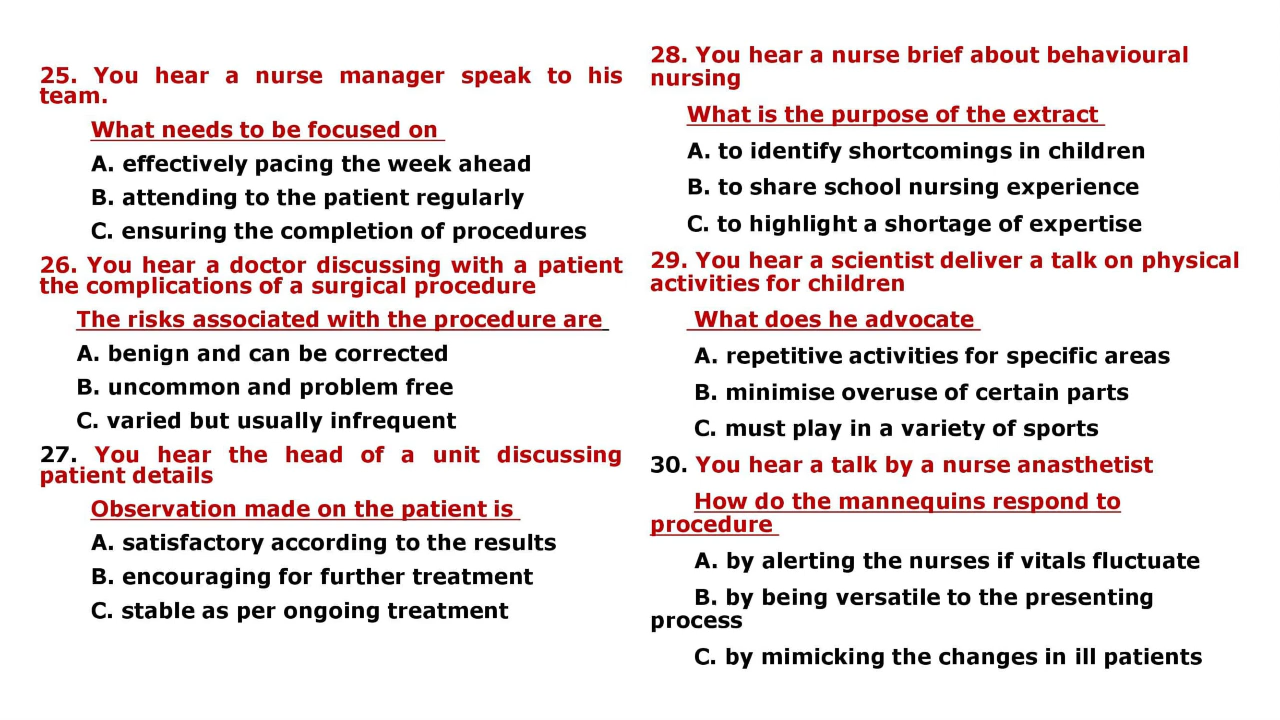 25. You hear a nurse manager speak to his
team.
What needs to be focused on
A. effectively pacing the week ahead
B. attending to the patient regularly
C. ensuring the completion of procedures
26. You hear a doctor discussing with a patient
the complications of a surgical procedure
The risks associated with the procedure are
A. benign and can be corrected
B. uncommon and problem free
C. varied but usually infrequent
27. You hear the head of a unit discussing
patient details
Observation made on the patient is
A. satisfactory according to the results
B. encouraging for further treatment
C. stable as per ongoing treatment
28. You hear a nurse brief about behavioural
nursing
What is the purpose of the extract
A. to identify shortcomings in children
B. to share school nursing experience
C. to highlight a shortage of expertise
29. You hear a scientist deliver a talk on physical
activities for children
What does he advocate
A. repetitive activities for specific areas
B. minimise overuse of certain parts
C. must play in a variety of sports
30. You hear a talk by a nurse anasthetist
How do the mannequins respond to
procedure
A. by alerting the nurses if vitals fluctuate
B. by being versatile to the presenting
process
C. by mimicking the changes in ill patients